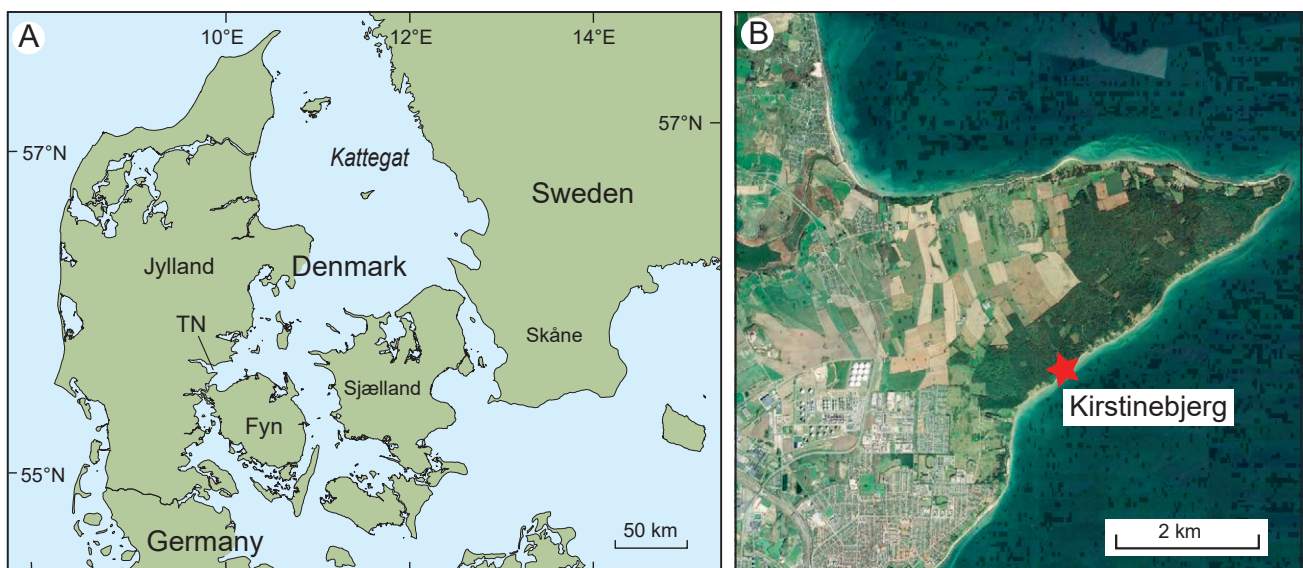 A
10°E
12°E
14°E
57°N
57°N
Kattegat
Sweden
Jylland
Denmark
TN
Skåne
Sjælland
Fyn
55°N
50 km
Germany
B
Kirstinebjerg
2 km